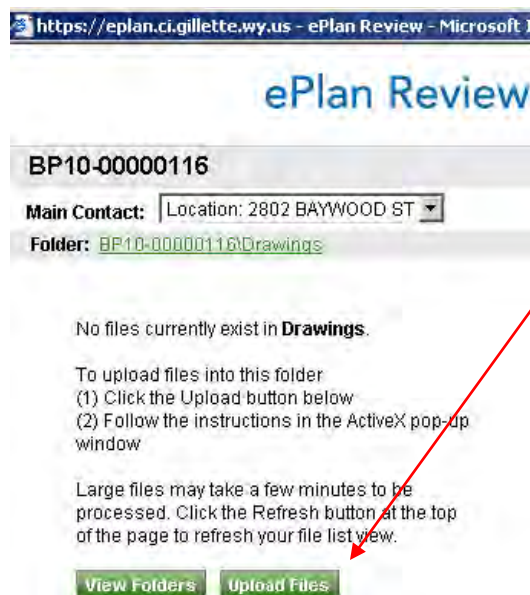 https://eplan.ci.gillette.wy.us - ePlan Review - Microsoft
ePlan Review
BP10-00000116
Main Contact: Location: 2802 BAYWOOD ST
Folder: BP10-00000116\Drawings
No files currently exist in Drawings.
To upload files into this folder
(1) Click the Upload button below
(2) Follow the instructions in the ActiveX pop-up
window
Large files may take a few minutes to be
processed. Click the Refresh button at the top
of the page to refresh your file list view.
View Folders Upload Files